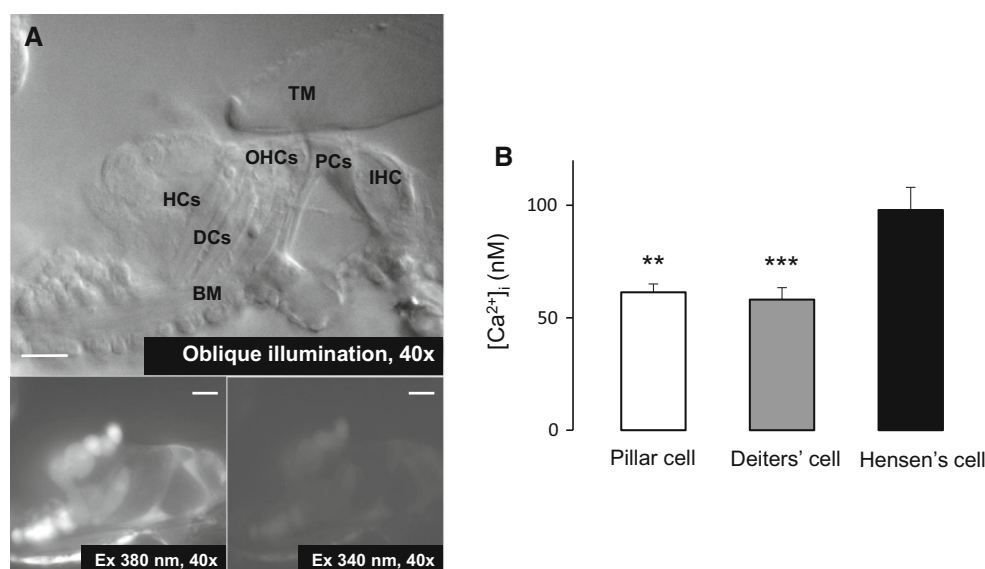 A
TM
OHCs PCs
IHC
HCs
DCs
BM
Oblique illumination, 40x
Ex 380 nm, 40x
Ex 340 nm, 40x
B
[Ca²⁺]ᵢ (nM)
100
50
0
**
***
Pillar cell
Deiters' cell
Hensen's cell